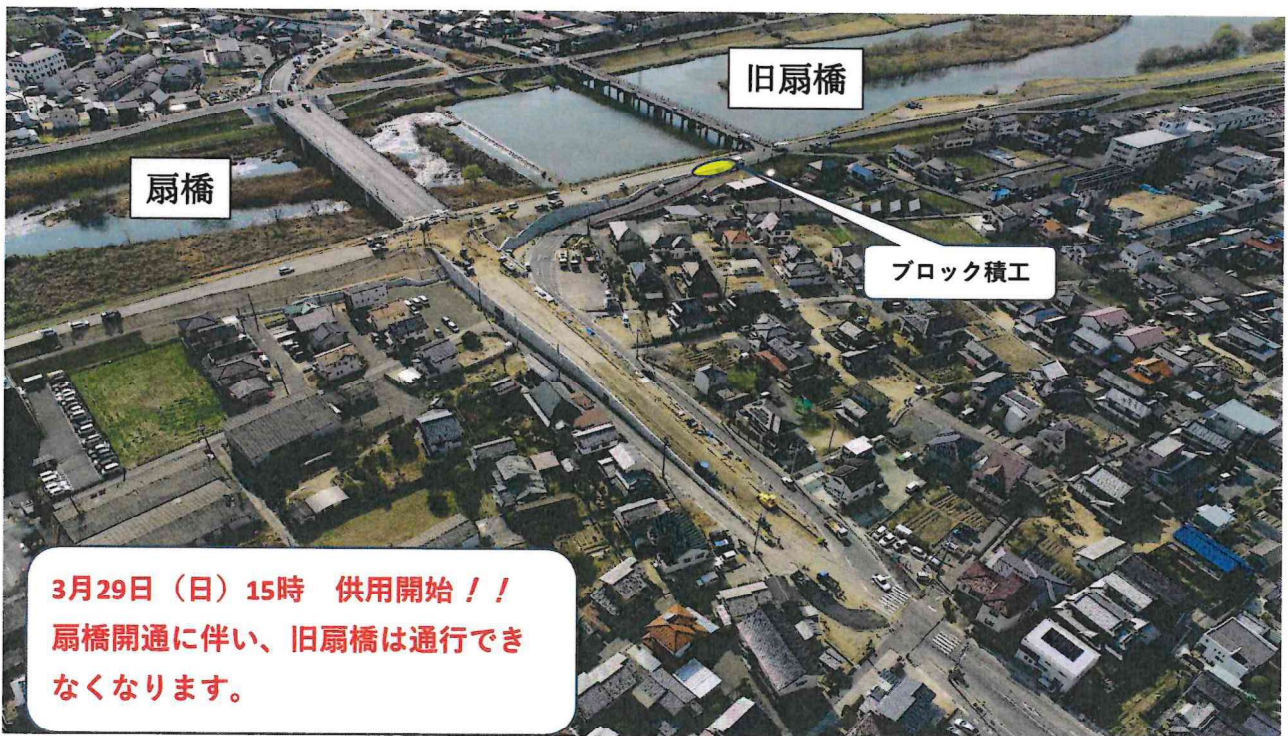 旧扇橋
扇橋
ブロック積工
3月29日（日）15時　供用開始！！
扇橋開通に伴い、旧扇橋は通行でき
なくなります。